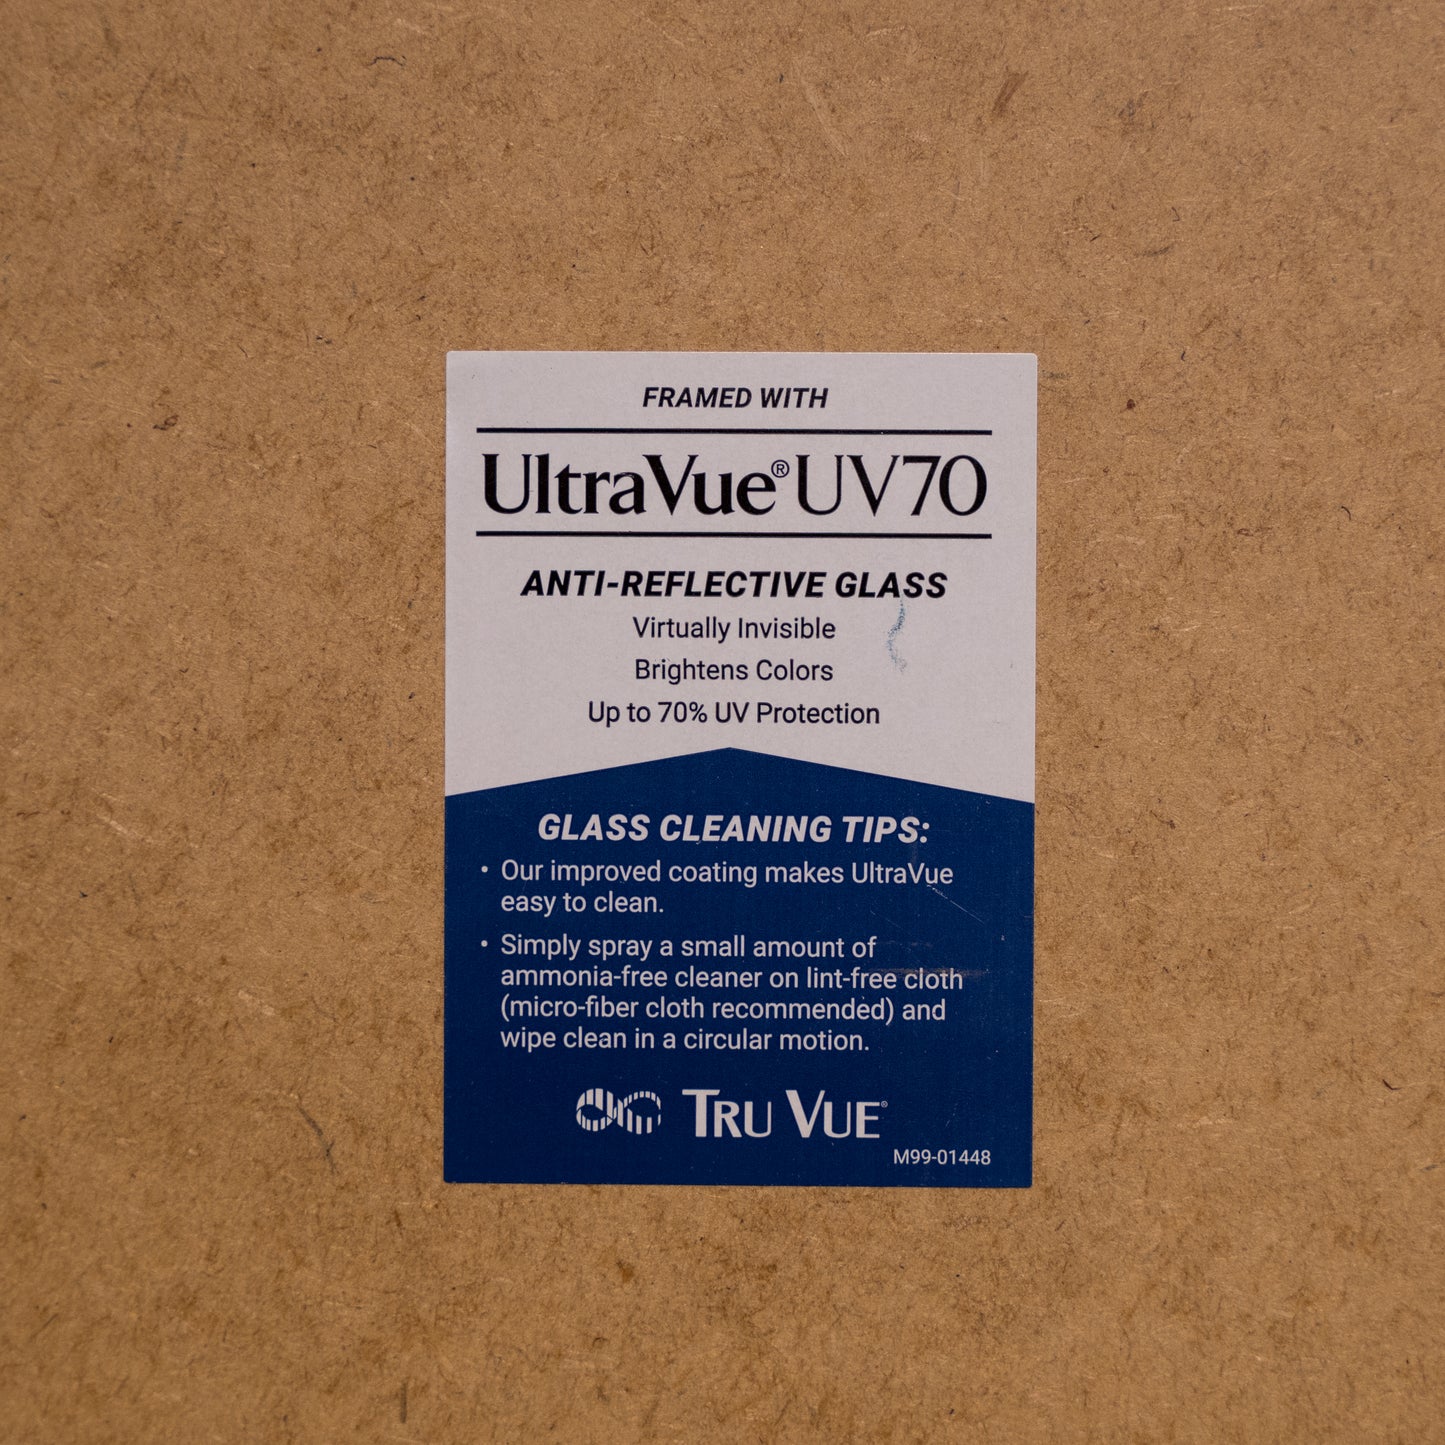 FRAMED WITH
UltraVue® UV70
ANTI-REFLECTIVE GLASS
Virtually Invisible
Brightens Colors
Up to 70% UV Protection
GLASS CLEANING TIPS:
• Our improved coating makes UltraVue
easy to clean.
• Simply spray a small amount of
ammonia-free cleaner on lint-free cloth
(micro-fiber cloth recommended) and
wipe clean in a circular motion.
TRU VUE®
M99-01448